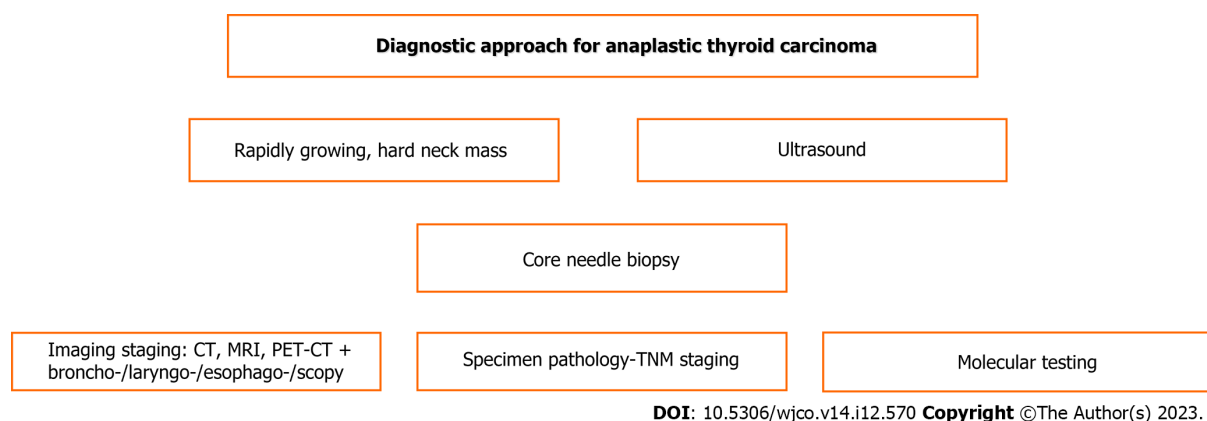 Diagnostic approach for anaplastic thyroid carcinoma
Rapidly growing, hard neck mass
Ultrasound
Core needle biopsy
Imaging staging: CT, MRI, PET-CT +
broncho-/laryngo-/esophago-/scopy
Specimen pathology-TNM staging
Molecular testing
DOI: 10.5306/wjco.v14.i12.570 Copyright ©The Author(s) 2023.